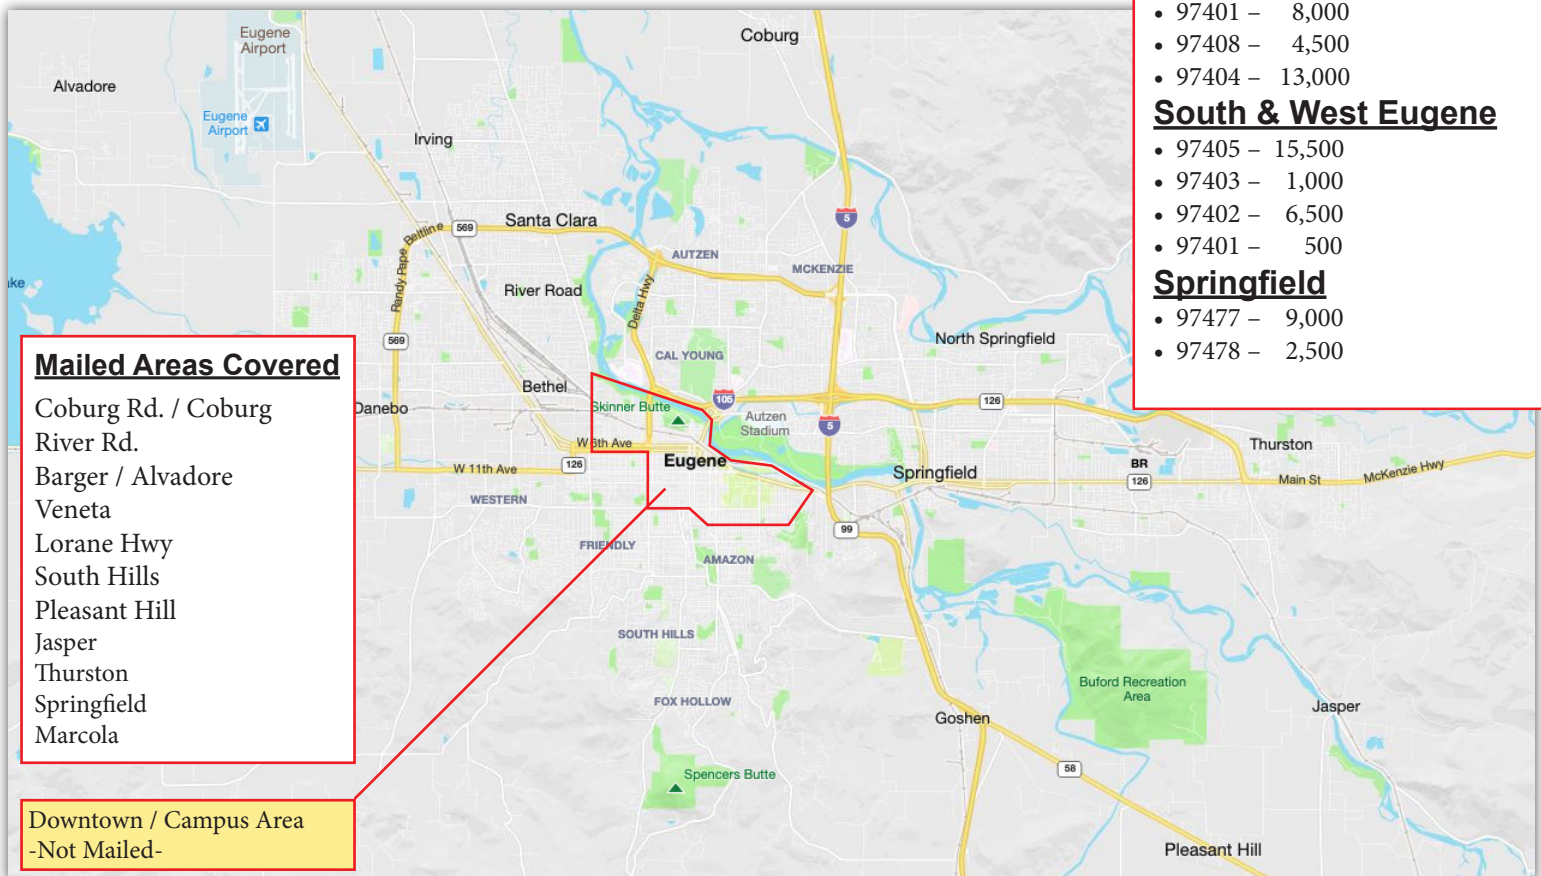 • 97401 – 8,000
• 97408 – 4,500
• 97404 – 13,000
South & West Eugene
• 97405 – 15,500
• 97403 – 1,000
• 97402 – 6,500
• 97401 – 500
Springfield
• 97477 – 9,000
• 97478 – 2,500
Mailed Areas Covered
Coburg Rd. / Coburg
River Rd.
Barger / Alvadore
Veneta
Lorane Hwy
South Hills
Pleasant Hill
Jasper
Thurston
Springfield
Marcola
Downtown / Campus Area
-Not Mailed-
Eugene
Airport
Coburg
Alvadore
Eugene
Airport
Irving
Santa Clara
569
Beltline
Randy Pape
5
AUTZEN
MCKENZIE
River Road
Delta Hwy
569
North Springfield
CAL YOUNG
Bethel
105
126
Danebo
Skinner Butte
Autzen
Stadium
5
W 6th Ave
Thurston
Eugene
W 11th Ave
126
Springfield
BR
126
Main St
McKenzie Hwy
WESTERN
99
FRIENDLY
AMAZON
SOUTH HILLS
Buford Recreation
Area
FOX HOLLOW
Goshen
Jasper
Spencers Butte
58
Pleasant Hill